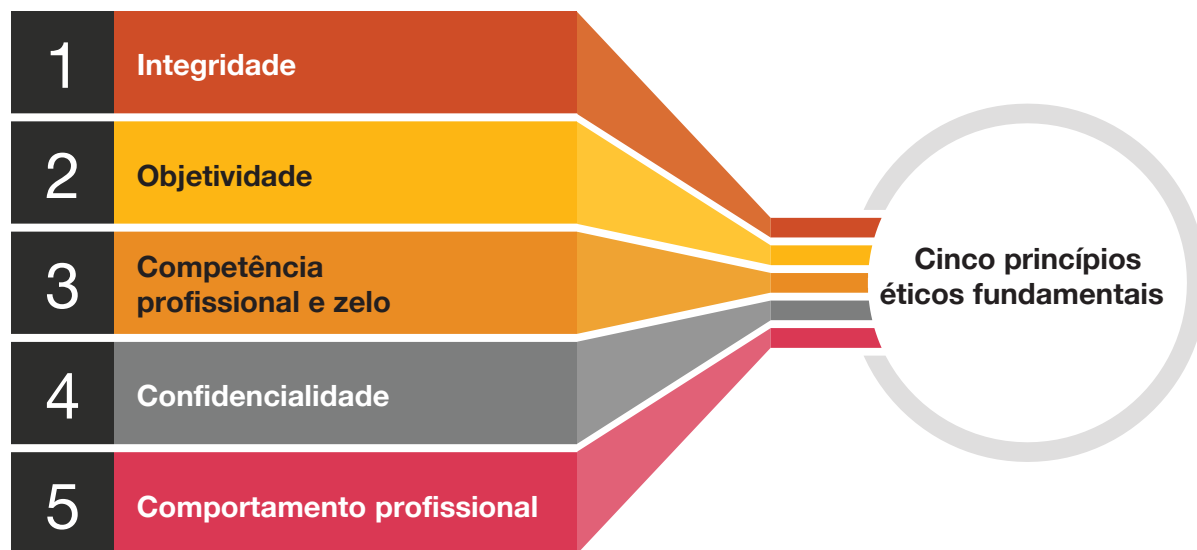 1
Integridade
2
Objetividade
3
Competência
profissional e zelo
4
Confidencialidade
5
Comportamento profissional
Cinco princípios
éticos fundamentais